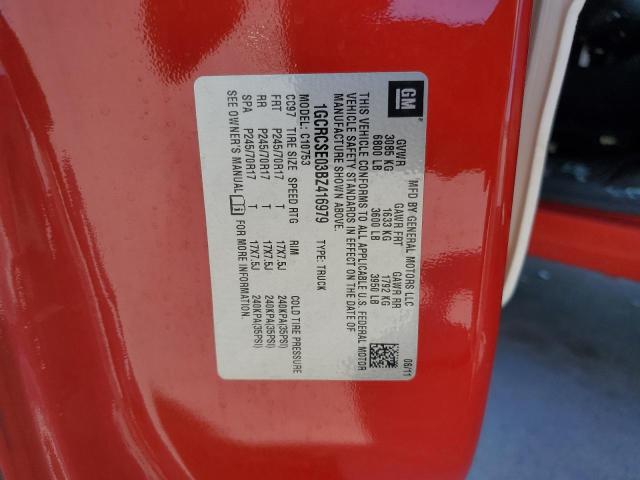 GM
MFD BY GENERAL MOTORS LLC
GVWR GAWR FRT GAWR RR
3085 KG 1633 KG 1792 KG
6800 LB 3600 LB 3950 LB
06/11
THIS VEHICLE CONFORMS TO ALL APPLICABLE U.S. FEDERAL MOTOR
VEHICLE SAFETY STANDARDS IN EFFECT ON THE DATE OF
MANUFACTURE SHOWN ABOVE.
1GCRCSE03BZ416979 TYPE: TRUCK
MODEL: C10753
CC97 TIRE SIZE SPEED RTG RIM COLD TIRE PRESSURE
FRT P245/70R17 T 17X7.5J 240KPA(35PSI)
RR P245/70R17 T 17X7.5J 240KPA(35PSI)
SPA P245/70R17 T 17X7.5J 240KPA(35PSI)
SEE OWNER'S MANUAL i FOR MORE INFORMATION.